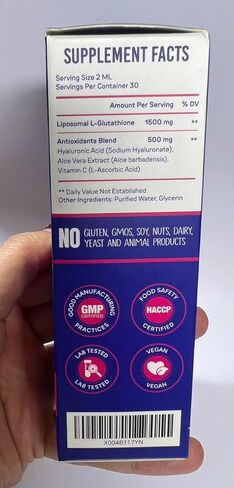 SUPPLEMENT FACTS
Serving Size 2 ML
Servings Per Container 30
Amount Per Serving % DV
Liposomal L-Glutathione 1500 mg **
Antioxidants Blend 500 mg **
Hyaluronic Acid (Sodium Hyaluronate),
Aloe Vera Extract (Aloe barbadensis),
Vitamin C (L-Ascorbic Acid)
** Daily Value Not Established
Other Ingredients: Purified Water, Glycerin
NO GLUTEN, GMOS, SOY, NUTS, DAIRY,
YEAST AND ANIMAL PRODUCTS
GOOD MANUFACTURING
GMP
CERTIFIED
PRACTICES
FOOD SAFETY
HACCP
CERTIFIED
LAB TESTED
LAB TESTED
VEGAN
VEGAN
X004B117YN